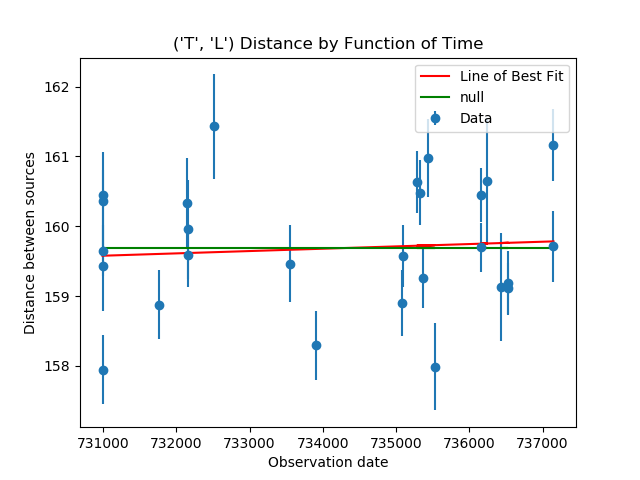 ('T', 'L') Distance by Function of Time
Line of Best Fit
null
Data
162
161
160
159
158
Distance between sources
731000 732000 733000 734000 735000 736000 737000
Observation date